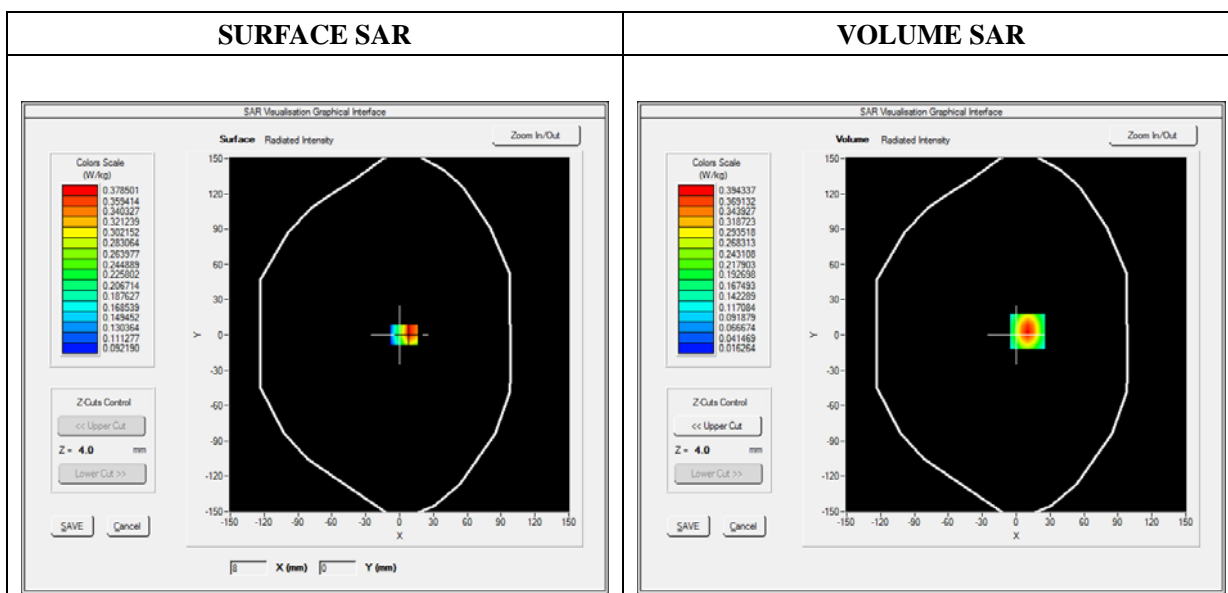 SURFACE SAR
VOLUME SAR
SAR Visualisation Graphical Interface
Surface Radiated Intensity
Zoom In/Out
Colors Scale
(W/kg)
0.378501
0.359414
0.340327
0.321239
0.302152
0.283064
0.263977
0.244889
0.225802
0.206714
0.187627
0.168539
0.149452
0.130364
0.111277
0.092190
Z-Cuts Control
<< Upper Cut
Z = 4.0 mm
Lower Cut >>
SAVE Cancel
150
120
90
60
30
0
-30
-60
-90
-120
-150
Y
-150 -120 -90 -60 -30 0 30 60 90 120 150
X
8 X (mm) 0 Y (mm)
SAR Visualisation Graphical Interface
Volume Radiated Intensity
Zoom In/Out
Colors Scale
(W/kg)
0.394337
0.369132
0.343927
0.318723
0.293518
0.268313
0.243108
0.217903
0.192698
0.167493
0.142289
0.117084
0.091879
0.066674
0.041469
0.016264
Z-Cuts Control
<< Upper Cut
Z = 4.0 mm
Lower Cut >>
SAVE Cancel
150
120
90
60
30
0
-30
-60
-90
-120
-150
Y
-150 -120 -90 -60 -30 0 30 60 90 120 150
X